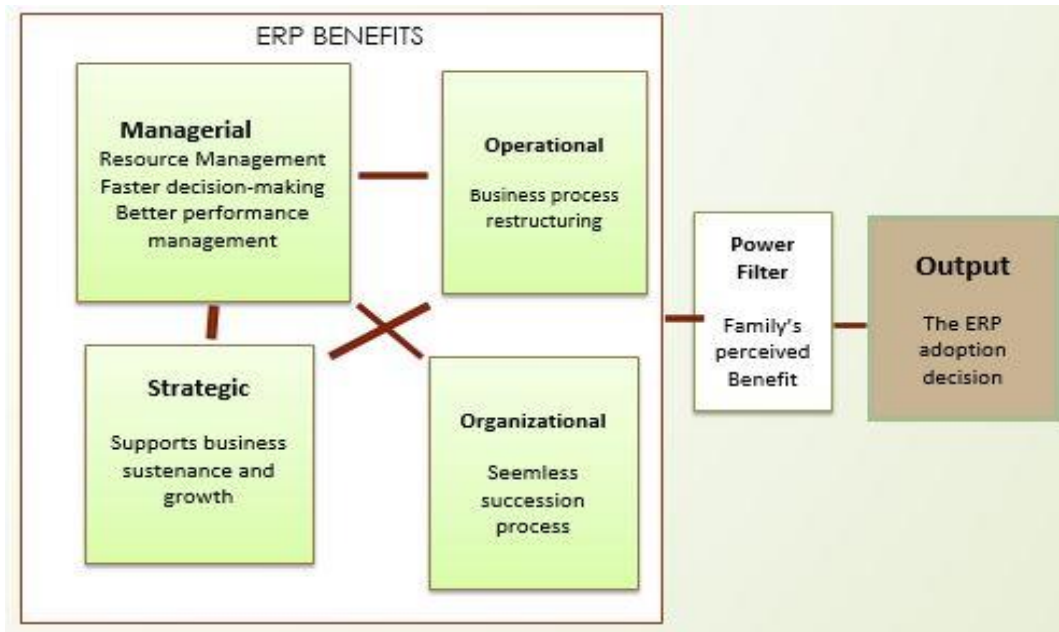 ERP BENEFITS
Managerial
Resource Management
Faster decision-making
Better performance
management
Operational
Business process
restructuring
Strategic
Supports business
sustenance and
growth
Organizational
Seemless
succession
process
Power
Filter
Family's
perceived
Benefit
Output
The ERP
adoption
decision